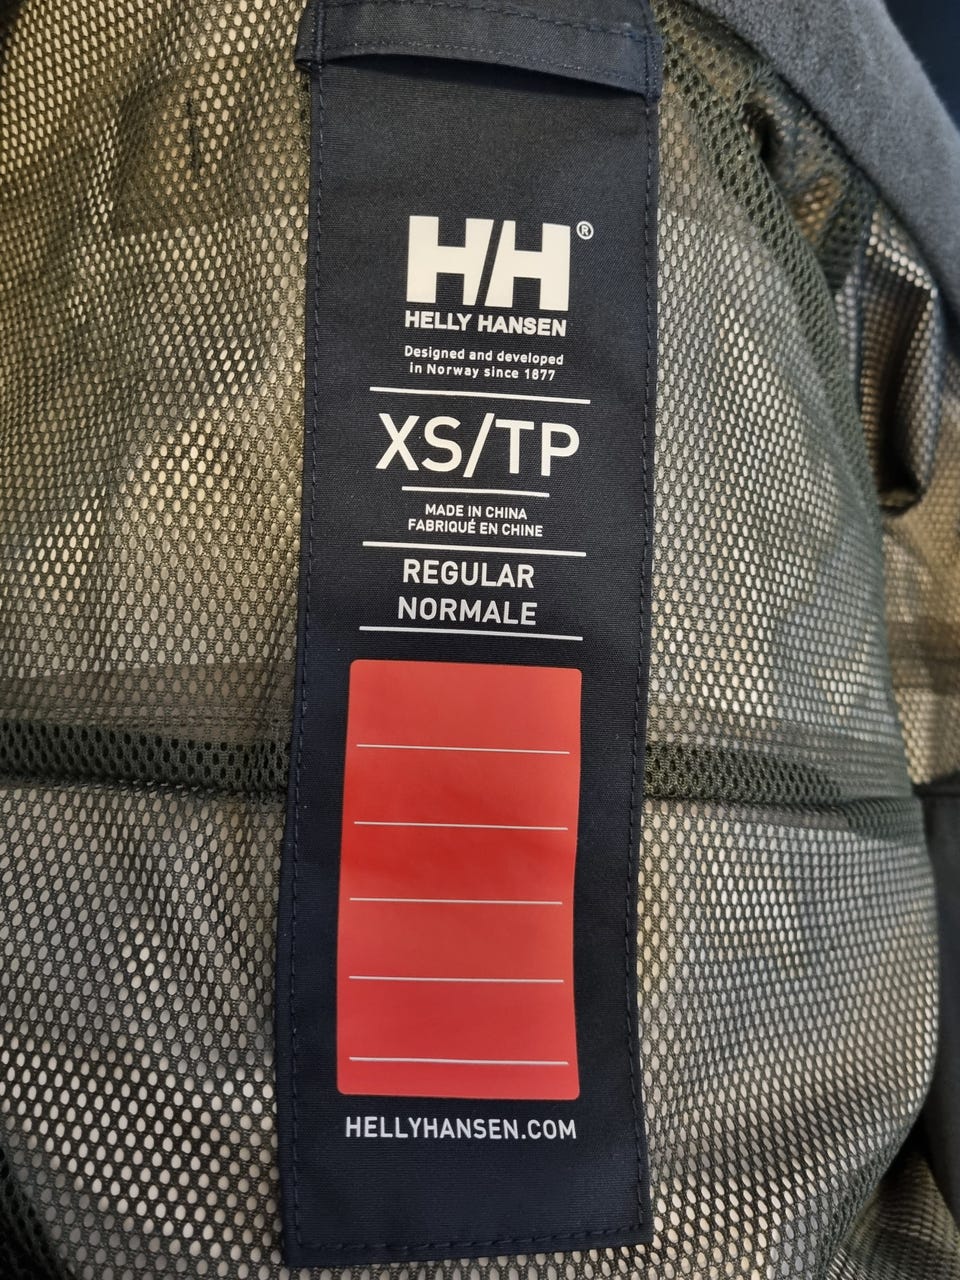 HH®
HELLY HANSEN
Designed and developed
in Norway since 1877
XS/TP
MADE IN CHINA
FABRIQUÉ EN CHINE
REGULAR
NORMALE
HELLYHANSEN.COM